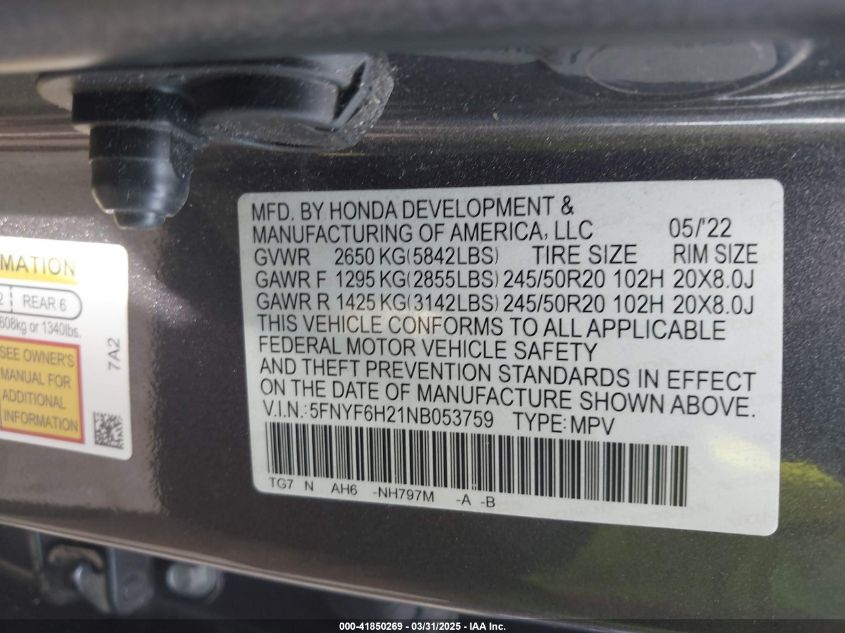 MATION
2 REAR 6
608kg or 1340lbs.
SEE OWNER'S
MANUAL FOR
ADDITIONAL
INFORMATION
7A2
MFD. BY HONDA DEVELOPMENT &
MANUFACTURING OF AMERICA, LLC 05/'22
GVWR 2650 KG(5842LBS) TIRE SIZE RIM SIZE
GAWR F 1295 KG(2855LBS) 245/50R20 102H 20X8.0J
GAWR R 1425 KG(3142LBS) 245/50R20 102H 20X8.0J
THIS VEHICLE CONFORMS TO ALL APPLICABLE
FEDERAL MOTOR VEHICLE SAFETY
AND THEFT PREVENTION STANDARDS IN EFFECT
ON THE DATE OF MANUFACTURE SHOWN ABOVE.
V.I.N.:5FNYF6H21NB053759 TYPE:MPV
TG7 N AH6 -NH797M -A -B
000-41850269 - 03/31/2025 - IAA Inc.